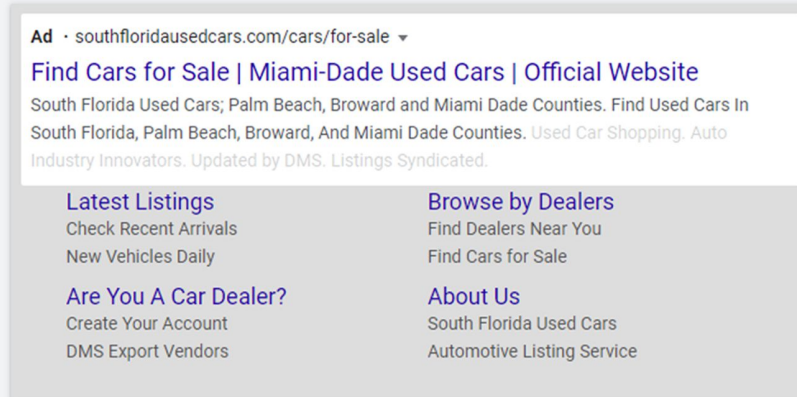 Ad · southfloridausedcars.com/cars/for-sale
Find Cars for Sale | Miami-Dade Used Cars | Official Website
South Florida Used Cars; Palm Beach, Broward and Miami Dade Counties. Find Used Cars In
South Florida, Palm Beach, Broward, And Miami Dade Counties. Used Car Shopping. Auto
Industry Innovators. Updated by DMS. Listings Syndicated.
Latest Listings
Check Recent Arrivals
New Vehicles Daily
Browse by Dealers
Find Dealers Near You
Find Cars for Sale
Are You A Car Dealer?
Create Your Account
DMS Export Vendors
About Us
South Florida Used Cars
Automotive Listing Service